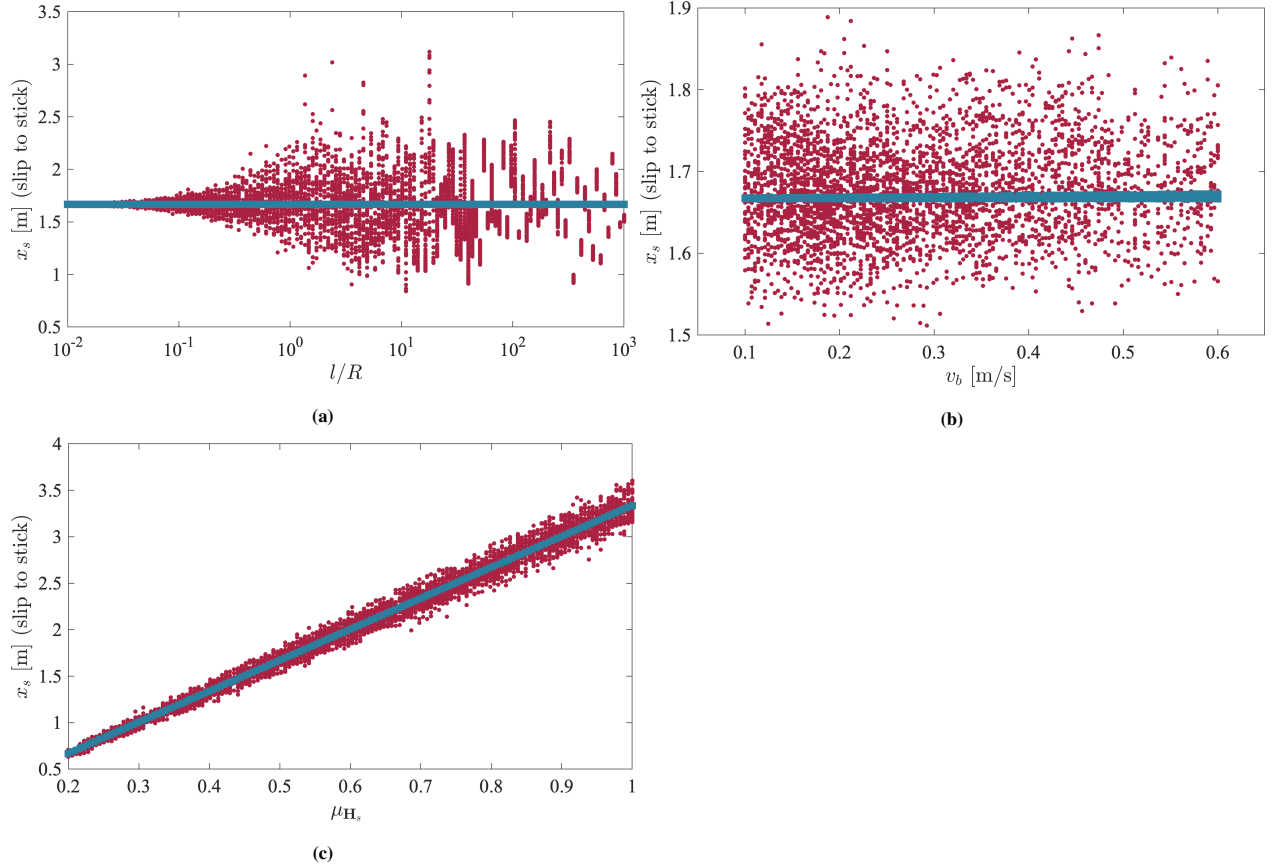 3.5
3
2.5
2
1.5
1
0.5
x_s [m] (slip to stick)
10^-2 10^-1 10^0 10^1 10^2 10^3
l/R
(a)
1.9
1.8
1.7
1.6
1.5
x_s [m] (slip to stick)
0.1 0.2 0.3 0.4 0.5 0.6
v_b [m/s]
(b)
4
3.5
3
2.5
2
1.5
1
0.5
x_s [m] (slip to stick)
0.2 0.3 0.4 0.5 0.6 0.7 0.8 0.9 1
μ_H_s
(c)